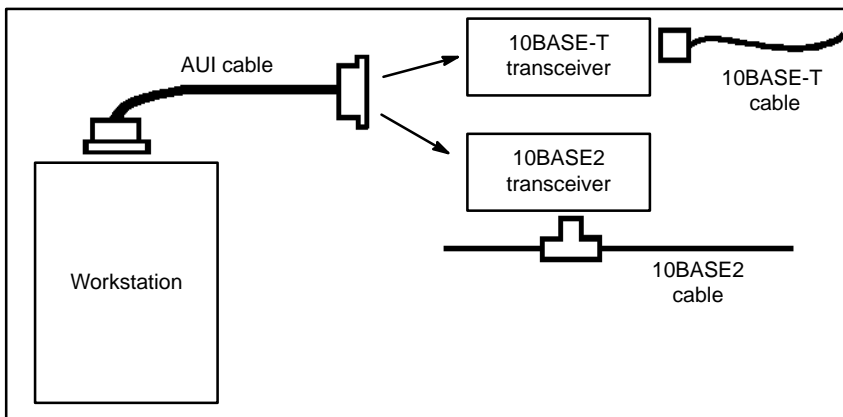 AUI cable
10BASE-T
transceiver
10BASE-T
cable
10BASE2
transceiver
Workstation
10BASE2
cable